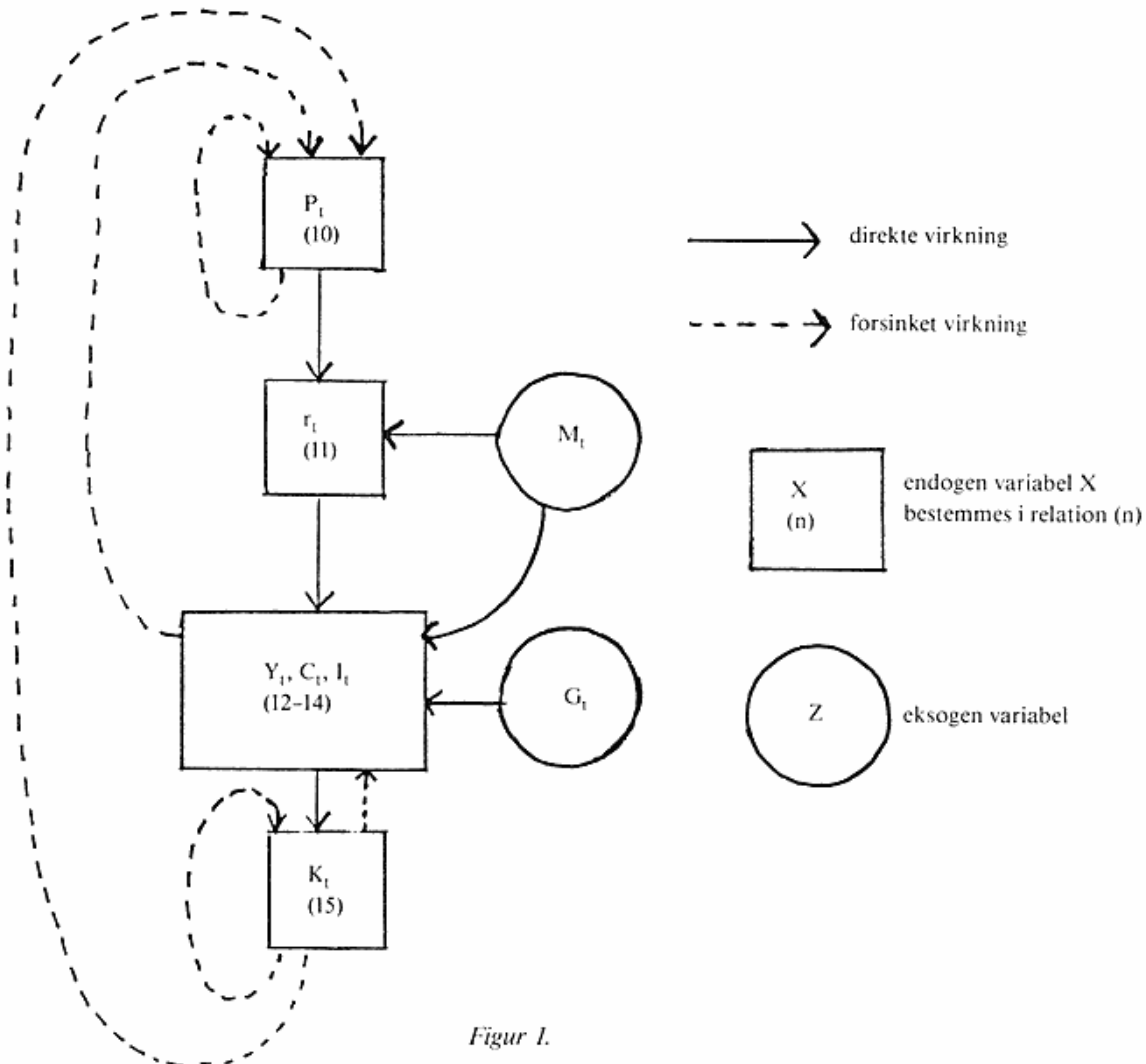 P_t
(10)
direkte virkning
forsinket virkning
r_t
(11)
M_t
X
(n)
endogen variabel X
bestemmes i relation (n)
Y_t, C_t, I_t
(12–14)
G_t
Z
eksogen variabel
K_t
(15)
Figur 1.